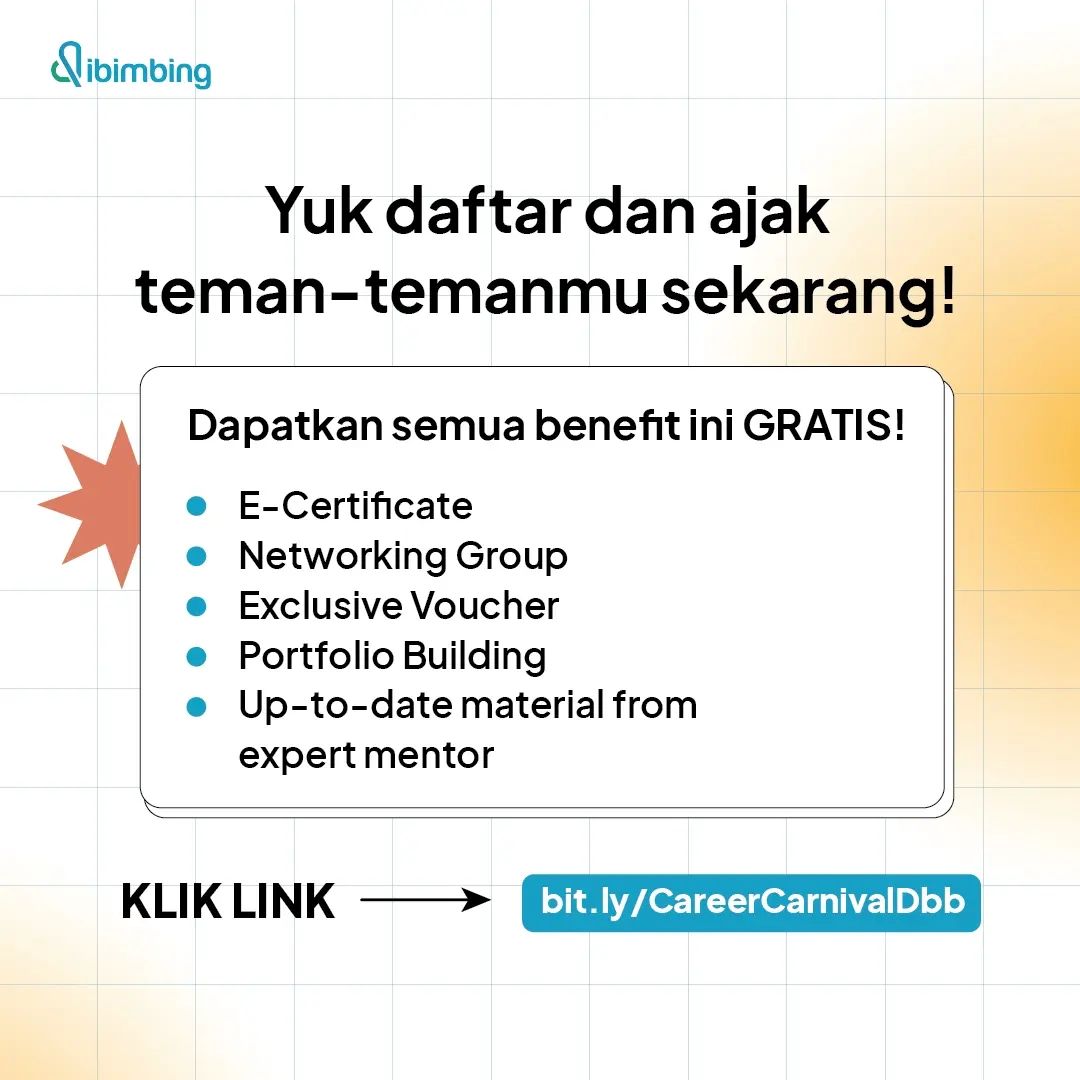 dibimbing
Yuk daftar dan ajak
teman-temanmu sekarang!
Dapatkan semua benefit ini GRATIS!
E-Certificate
Networking Group
Exclusive Voucher
Portfolio Building
Up-to-date material from
expert mentor
KLIK LINK
bit.ly/CareerCarnivalDbb